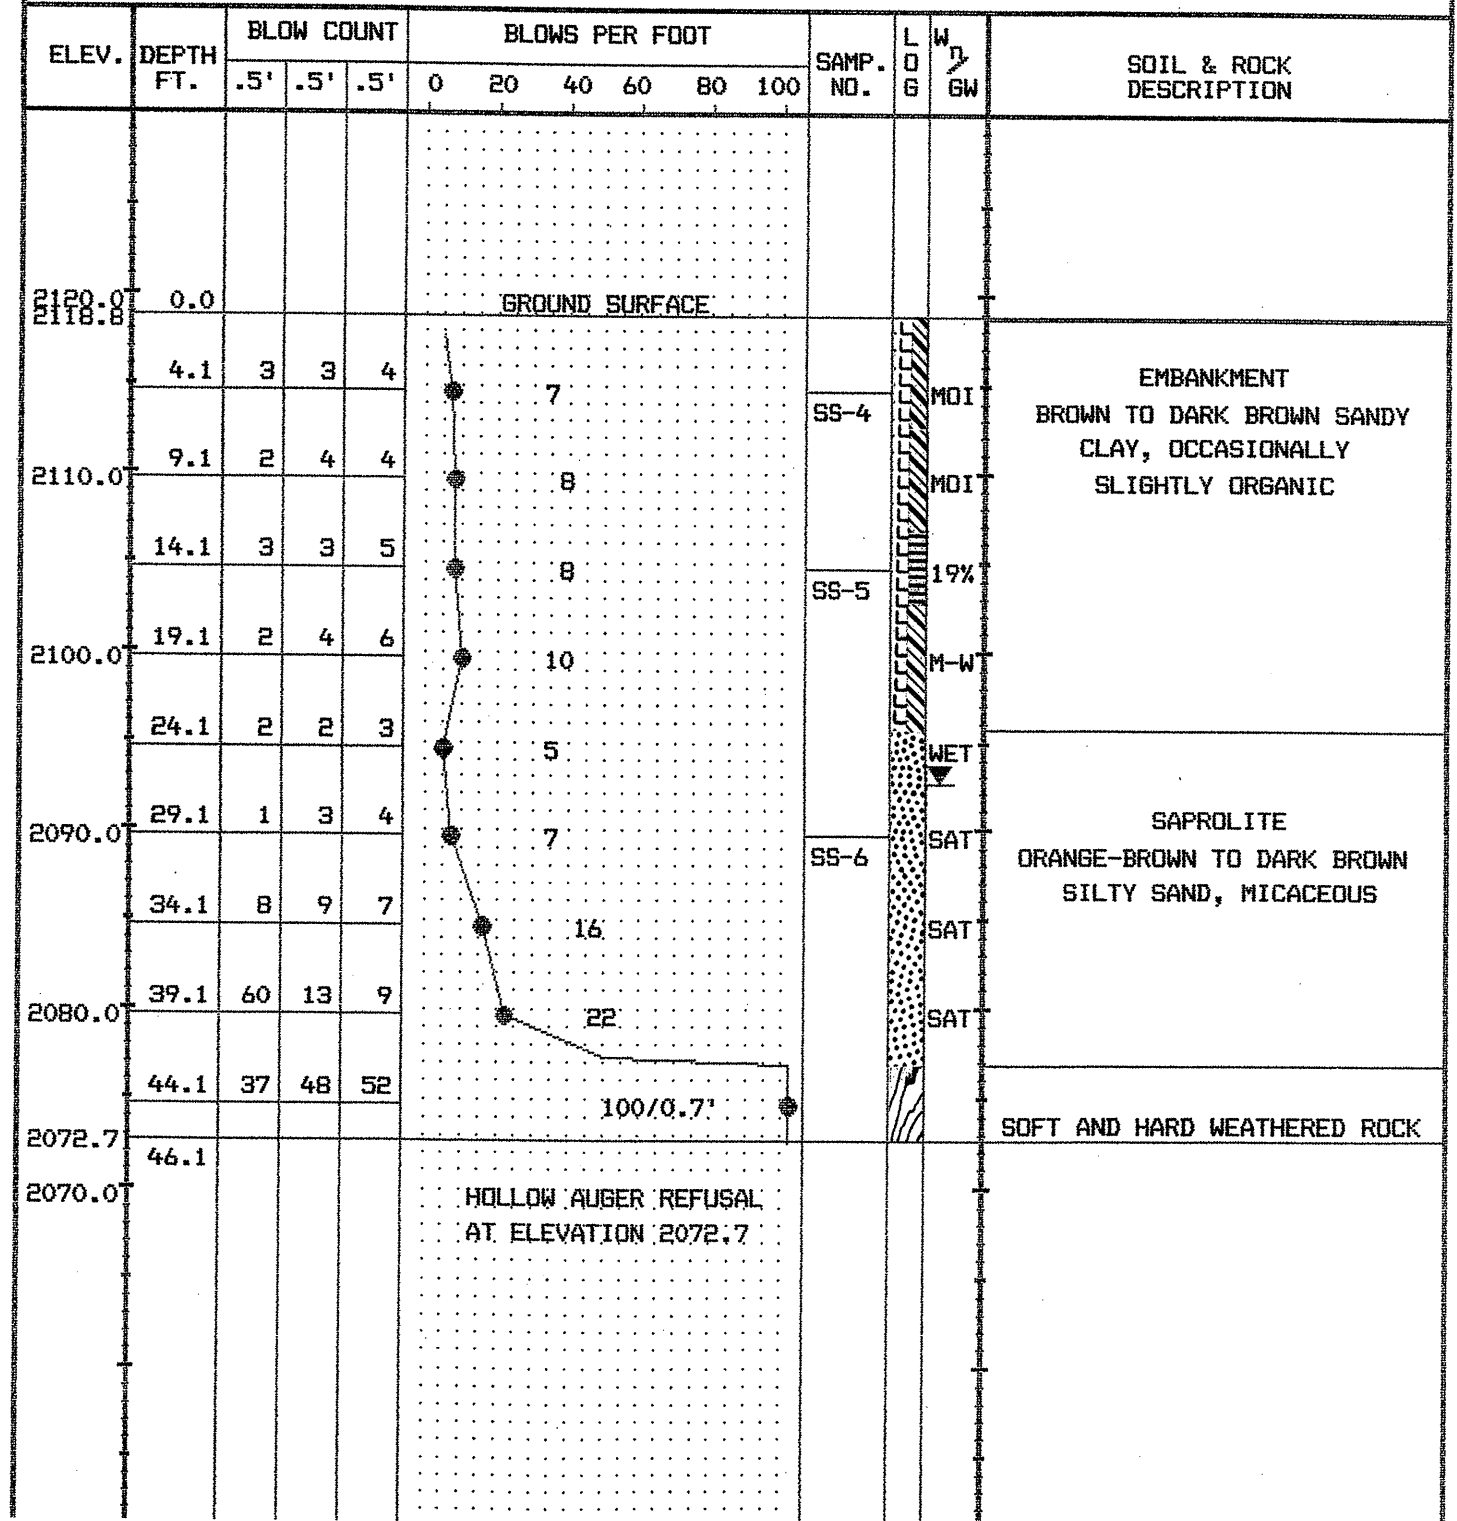 ELEV. DEPTH FT. BLOW COUNT BLOWS PER FOOT SAMP. NO. LOG W n GW SOIL & ROCK DESCRIPTION
.5' .5' .5' 0 20 40 60 80 100
2120.0 0.0 GROUND SURFACE
2118.8
4.1 3 3 4 7 MOI EMBANKMENT
SS-4 BROWN TO DARK BROWN SANDY
CLAY, OCCASIONALLY
9.1 2 4 4
2110.0 8 MOI SLIGHTLY ORGANIC
14.1 3 3 5 8 19%
SS-5
19.1 2 4 6
2100.0 10 M-W
24.1 2 2 3 5 WET
29.1 1 3 4
2090.0 7 SAT SAPROLITE
SS-6 ORANGE-BROWN TO DARK BROWN
SILTY SAND, MICACEOUS
34.1 8 9 7 16 SAT
39.1 60 13 9
2080.0 22 SAT
44.1 37 48 52
100/0.7'
2072.7 SOFT AND HARD WEATHERED ROCK
46.1
2070.0 HOLLOW AUGER REFUSAL
AT ELEVATION 2072.7